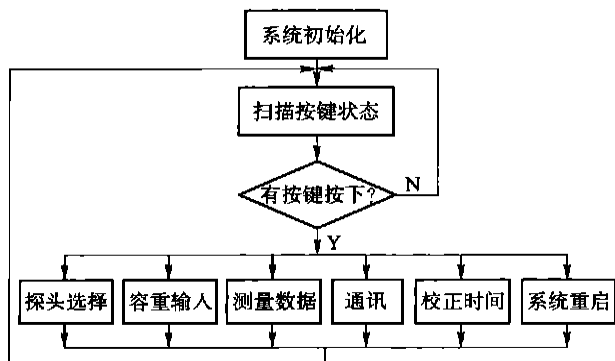 系统初始化
扫描按键状态
有按键按下?
N
Y
探头选择 容重输入 测量数据 通讯 校正时间 系统重启